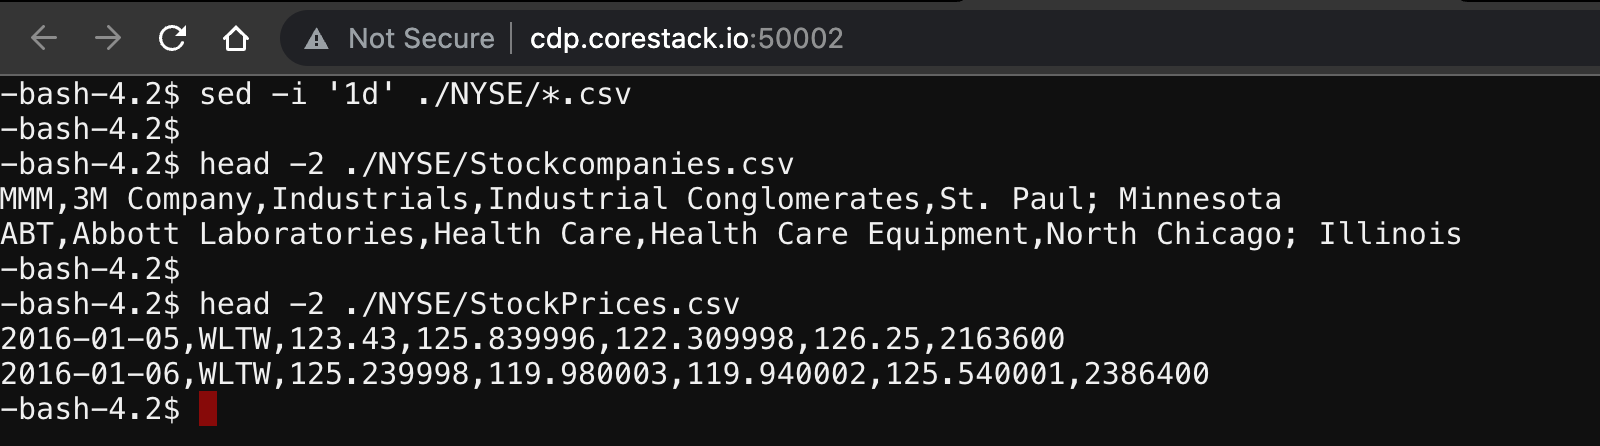 Not Secure | cdp.corestack.io:50002
-bash-4.2$ sed -i '1d' ./NYSE/*.csv
-bash-4.2$
-bash-4.2$ head -2 ./NYSE/Stockcompanies.csv
MMM,3M Company,Industrials,Industrial Conglomerates,St. Paul; Minnesota
ABT,Abbott Laboratories,Health Care,Health Care Equipment,North Chicago; Illinois
-bash-4.2$
-bash-4.2$ head -2 ./NYSE/StockPrices.csv
2016-01-05,WLTW,123.43,125.839996,122.309998,126.25,2163600
2016-01-06,WLTW,125.239998,119.980003,119.940002,125.540001,2386400
-bash-4.2$